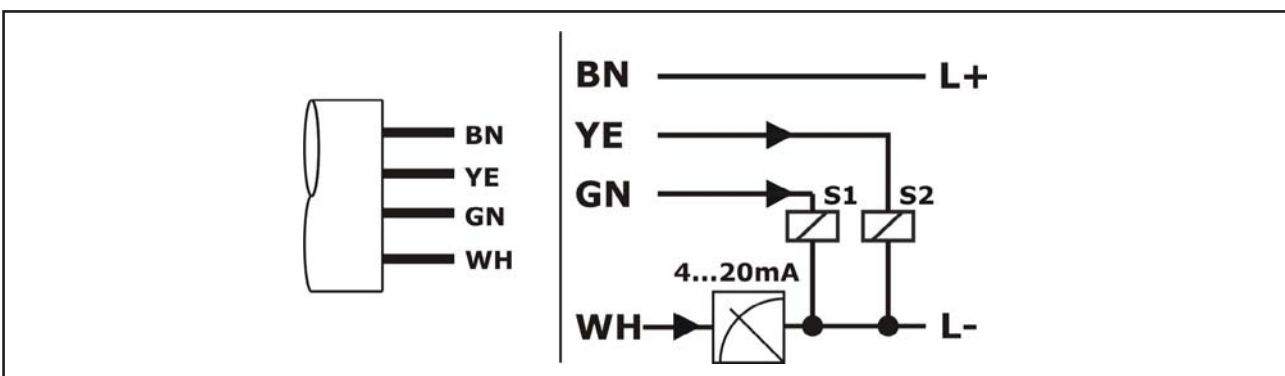 BN
YE
GN
WH
BN L+
YE
GN S1 S2
4...20mA
WH L-